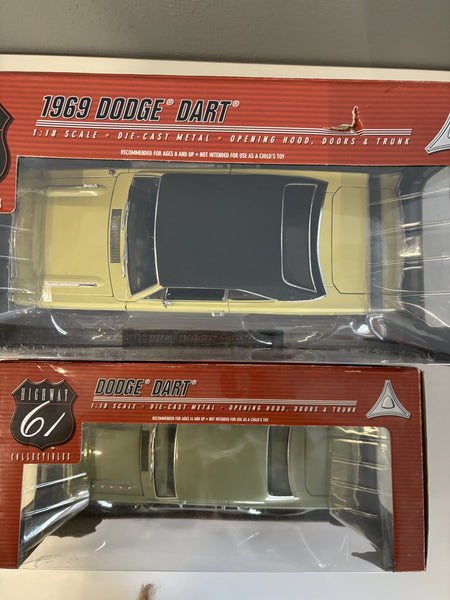 1969 DODGE® DART®
1:18 SCALE • DIE-CAST METAL • OPENING HOOD, DOORS & TRUNK
RECOMMENDED FOR AGES 8 AND UP • NOT INTENDED FOR USE AS A CHILD'S TOY
HIGHWAY
61
COLLECTIBLES
DODGE® DART®
1:18 SCALE • DIE-CAST METAL • OPENING HOOD, DOORS & TRUNK
RECOMMENDED FOR AGES 14 AND UP • NOT INTENDED FOR USE AS A CHILD'S TOY